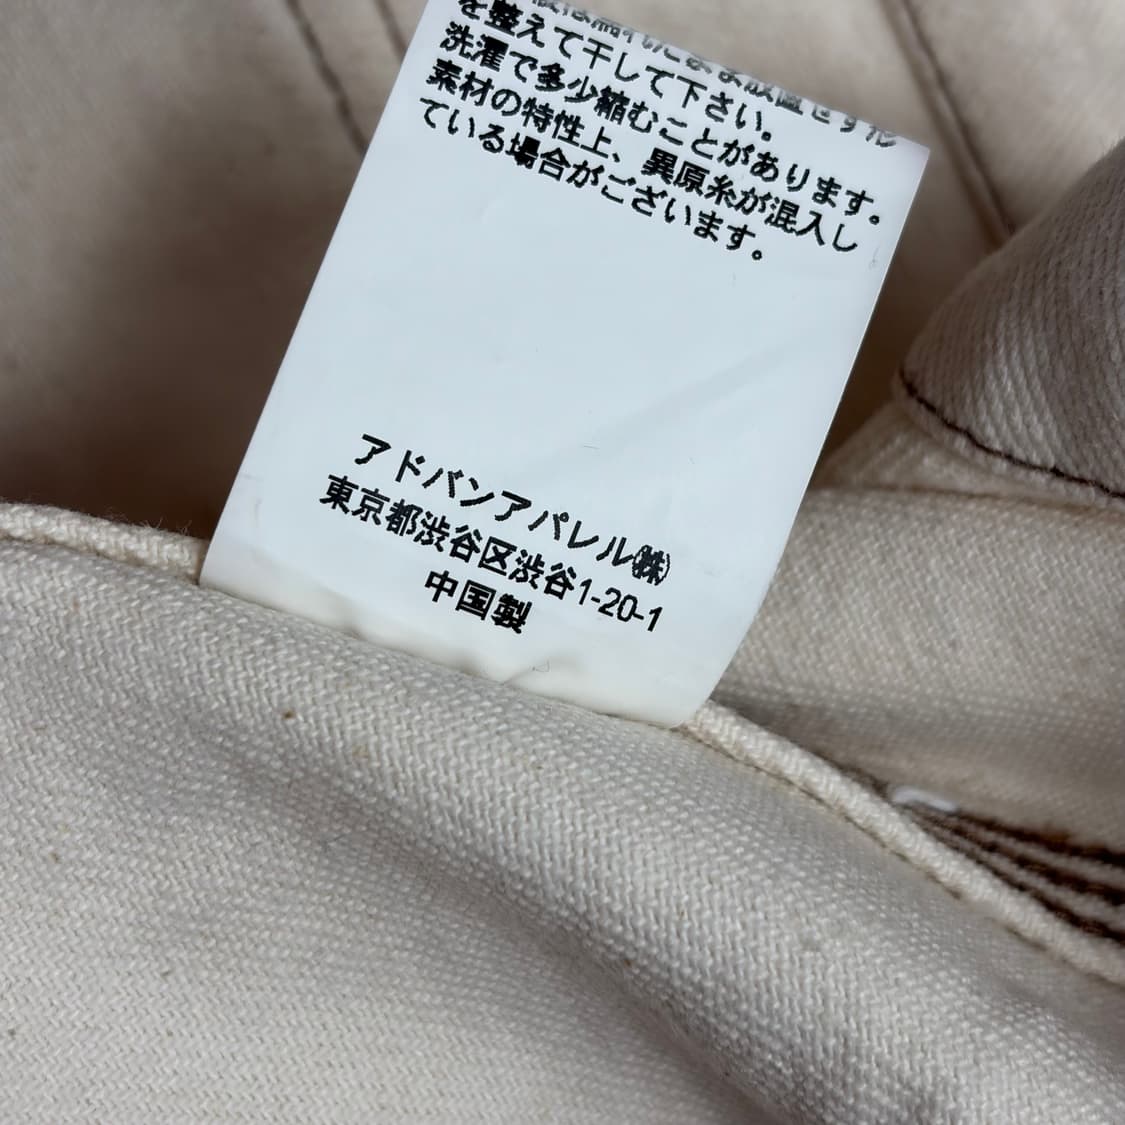 を整えて干して下さい。
洗濯で多少縮むことがあります。
素材の特性上、異原糸が混入し
ている場合がございます。
アドバンアパレル㈱
東京都渋谷区渋谷1-20-1
中国製